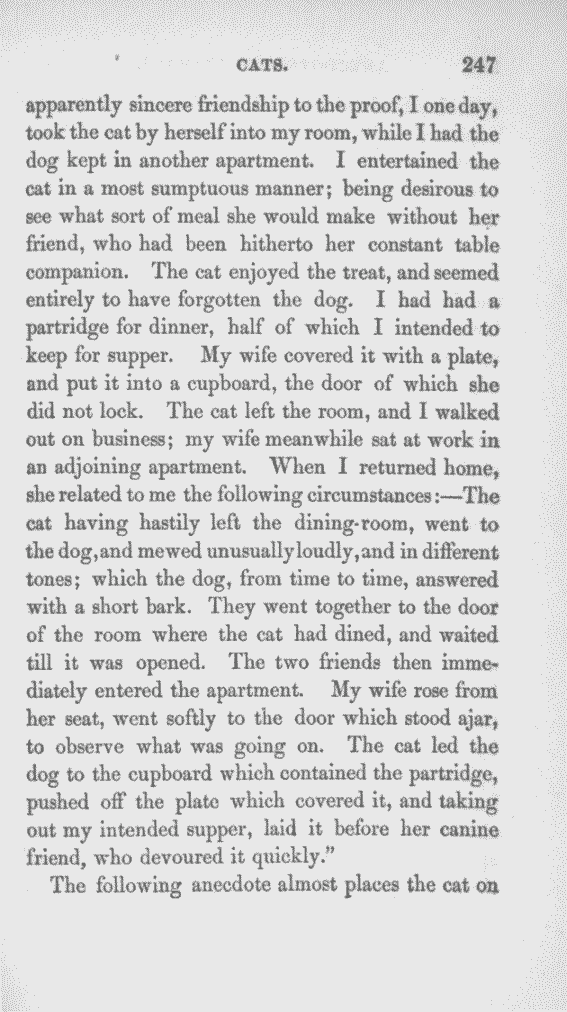 CATS. 247
apparently sincere friendship to the proof, I one day,
took the cat by herself into my room, while I had the
dog kept in another apartment. I entertained the
cat in a most sumptuous manner; being desirous to
see what sort of meal she would make without her
friend, who had been hitherto her constant table
companion. The cat enjoyed the treat, and seemed
entirely to have forgotten the dog. I had had a
partridge for dinner, half of which I intended to
keep for supper. My wife covered it with a plate,
and put it into a cupboard, the door of which she
did not lock. The cat left the room, and I walked
out on business; my wife meanwhile sat at work in
an adjoining apartment. When I returned home,
she related to me the following circumstances:—The
cat having hastily left the dining-room, went to
the dog, and mewed unusually loudly, and in different
tones; which the dog, from time to time, answered
with a short bark. They went together to the door
of the room where the cat had dined, and waited
till it was opened. The two friends then imme-
diately entered the apartment. My wife rose from
her seat, went softly to the door which stood ajar,
to observe what was going on. The cat led the
dog to the cupboard which contained the partridge,
pushed off the plate which covered it, and taking
out my intended supper, laid it before her canine
friend, who devoured it quickly.”
The following anecdote almost places the cat on